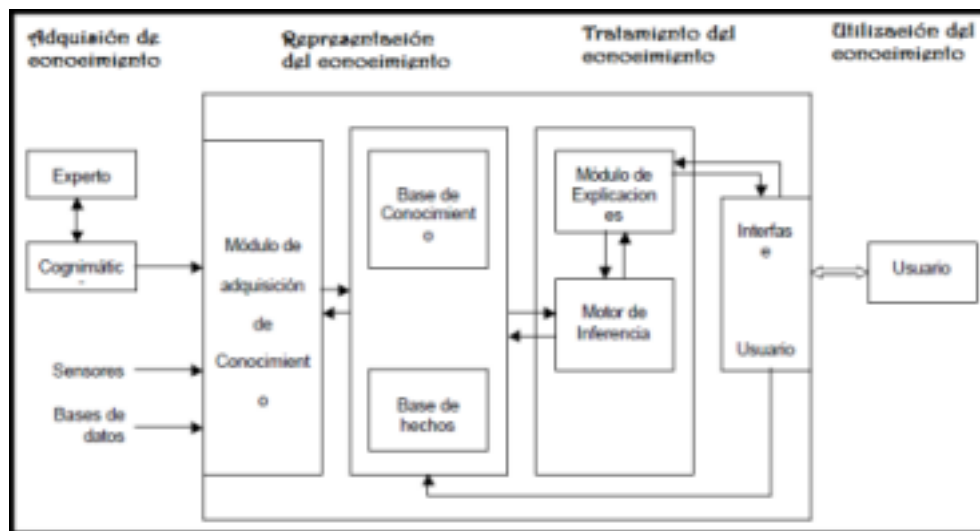 Adquisión de
conocimiento
Representación
del conocimiento
Tratamiento del
conocimiento
Utilización del
conocimiento
Experto
Cognimátic
Sensores
Bases de
datos
Módulo de
adquisición
de
Conocimient
o
Base de
Conocimient
o
Base de
hechos
Módulo de
Explicacion
es
Motor de
Inferencia
Interfas
e
Usuario
Usuario